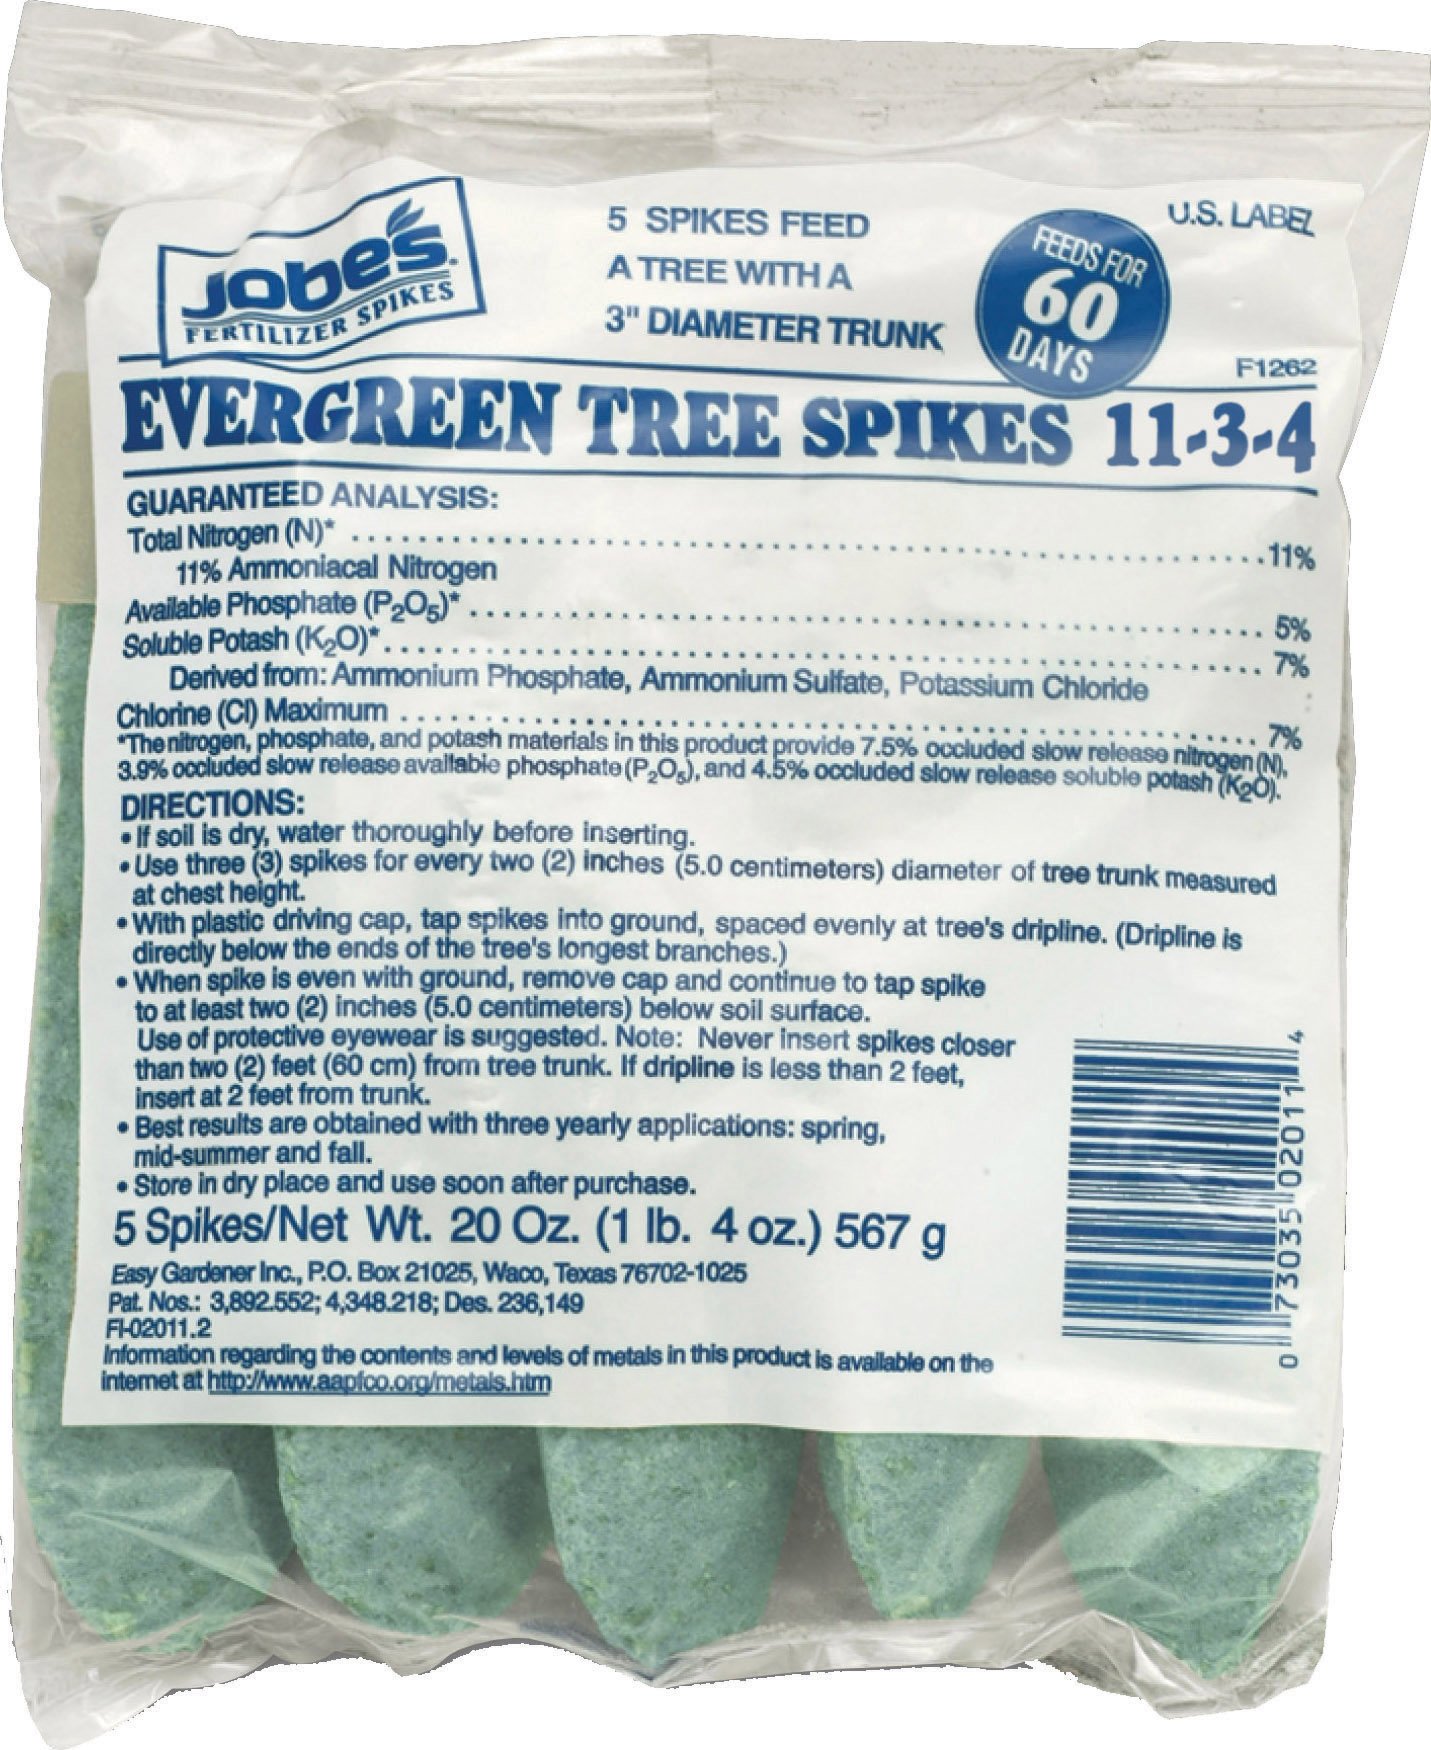 Jobe's.
FERTILIZER SPIKES
5 SPIKES FEED
A TREE WITH A
3" DIAMETER TRUNK
FEEDS FOR
60
DAYS
U.S. LABEL
F1262
EVERGREEN TREE SPIKES 11-3-4
GUARANTEED ANALYSIS:
Total Nitrogen (N)* .......... 11%
11% Ammoniacal Nitrogen
Available Phosphate (P₂O₅)* .......... 5%
Soluble Potash (K₂O)* .......... 7%
Derived from: Ammonium Phosphate, Ammonium Sulfate, Potassium Chloride
Chlorine (Cl) Maximum .......... 7%
*The nitrogen, phosphate, and potash materials in this product provide 7.5% occluded slow release nitrogen (N),
3.9% occluded slow release available phosphate (P₂O₅), and 4.5% occluded slow release soluble potash (K₂O).
DIRECTIONS:
• If soil is dry, water thoroughly before inserting.
• Use three (3) spikes for every two (2) inches (5.0 centimeters) diameter of tree trunk measured
at chest height.
• With plastic driving cap, tap spikes into ground, spaced evenly at tree's dripline. (Dripline is
directly below the ends of the tree's longest branches.)
• When spike is even with ground, remove cap and continue to tap spike
to at least two (2) inches (5.0 centimeters) below soil surface.
Use of protective eyewear is suggested. Note: Never insert spikes closer
than two (2) feet (60 cm) from tree trunk. If dripline is less than 2 feet,
insert at 2 feet from trunk.
• Best results are obtained with three yearly applications: spring,
mid-summer and fall.
• Store in dry place and use soon after purchase.
5 Spikes/Net Wt. 20 Oz. (1 lb. 4 oz.) 567 g
Easy Gardener Inc., P.O. Box 21025, Waco, Texas 76702-1025
Pat. Nos.: 3,892.552; 4,348.218; Des. 236,149
FI-02011.2
Information regarding the contents and levels of metals in this product is available on the
internet at http://www.aapfco.org/metals.htm
0 73035 02011 4